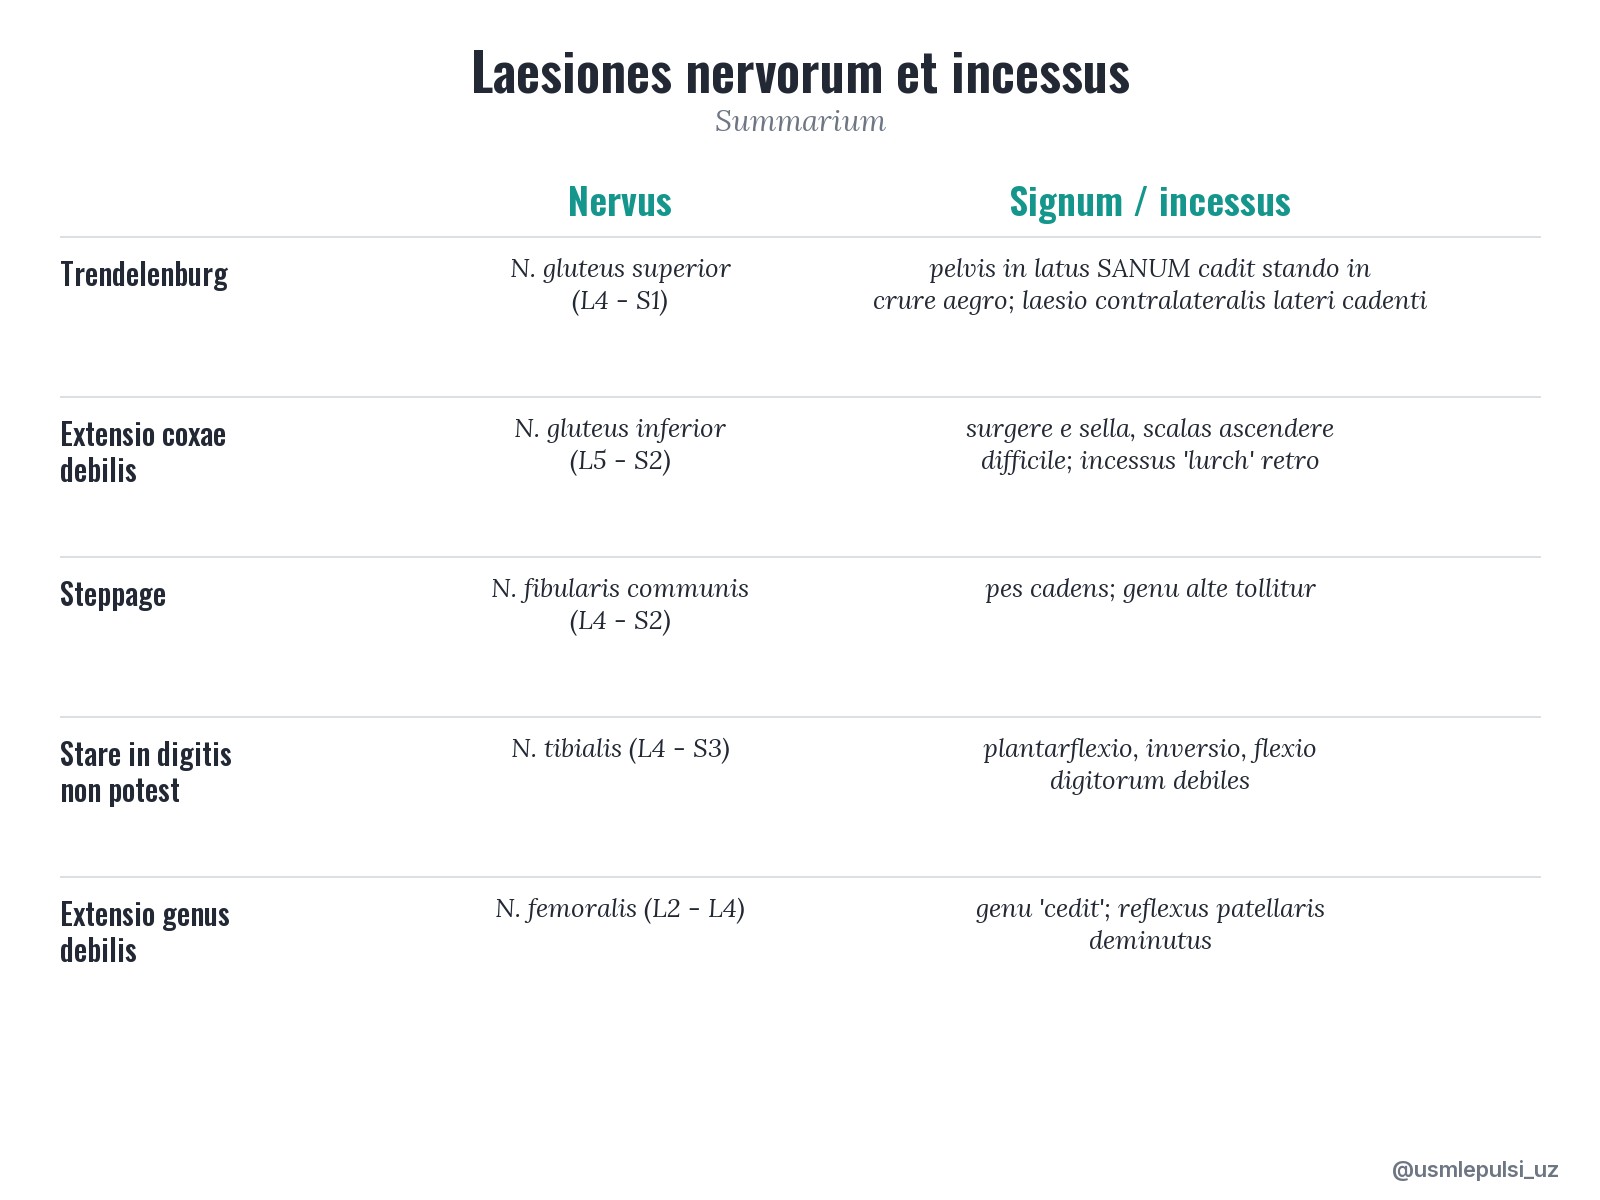 Laesiones nervorum et incessus
Summarium
Nervus
Signum / incessus
Trendelenburg
N. gluteus superior
(L4 - S1)
pelvis in latus SANUM cadit stando in
crure aegro; laesio contralateralis lateri cadenti
Extensio coxae
debilis
N. gluteus inferior
(L5 - S2)
surgere e sella, scalas ascendere
difficile; incessus 'lurch' retro
Steppage
N. fibularis communis
(L4 - S2)
pes cadens; genu alte tollitur
Stare in digitis
non potest
N. tibialis (L4 - S3)
plantarflexio, inversio, flexio
digitorum debiles
Extensio genus
debilis
N. femoralis (L2 - L4)
genu 'cedit'; reflexus patellaris
deminutus
@usmlepulsi_uz